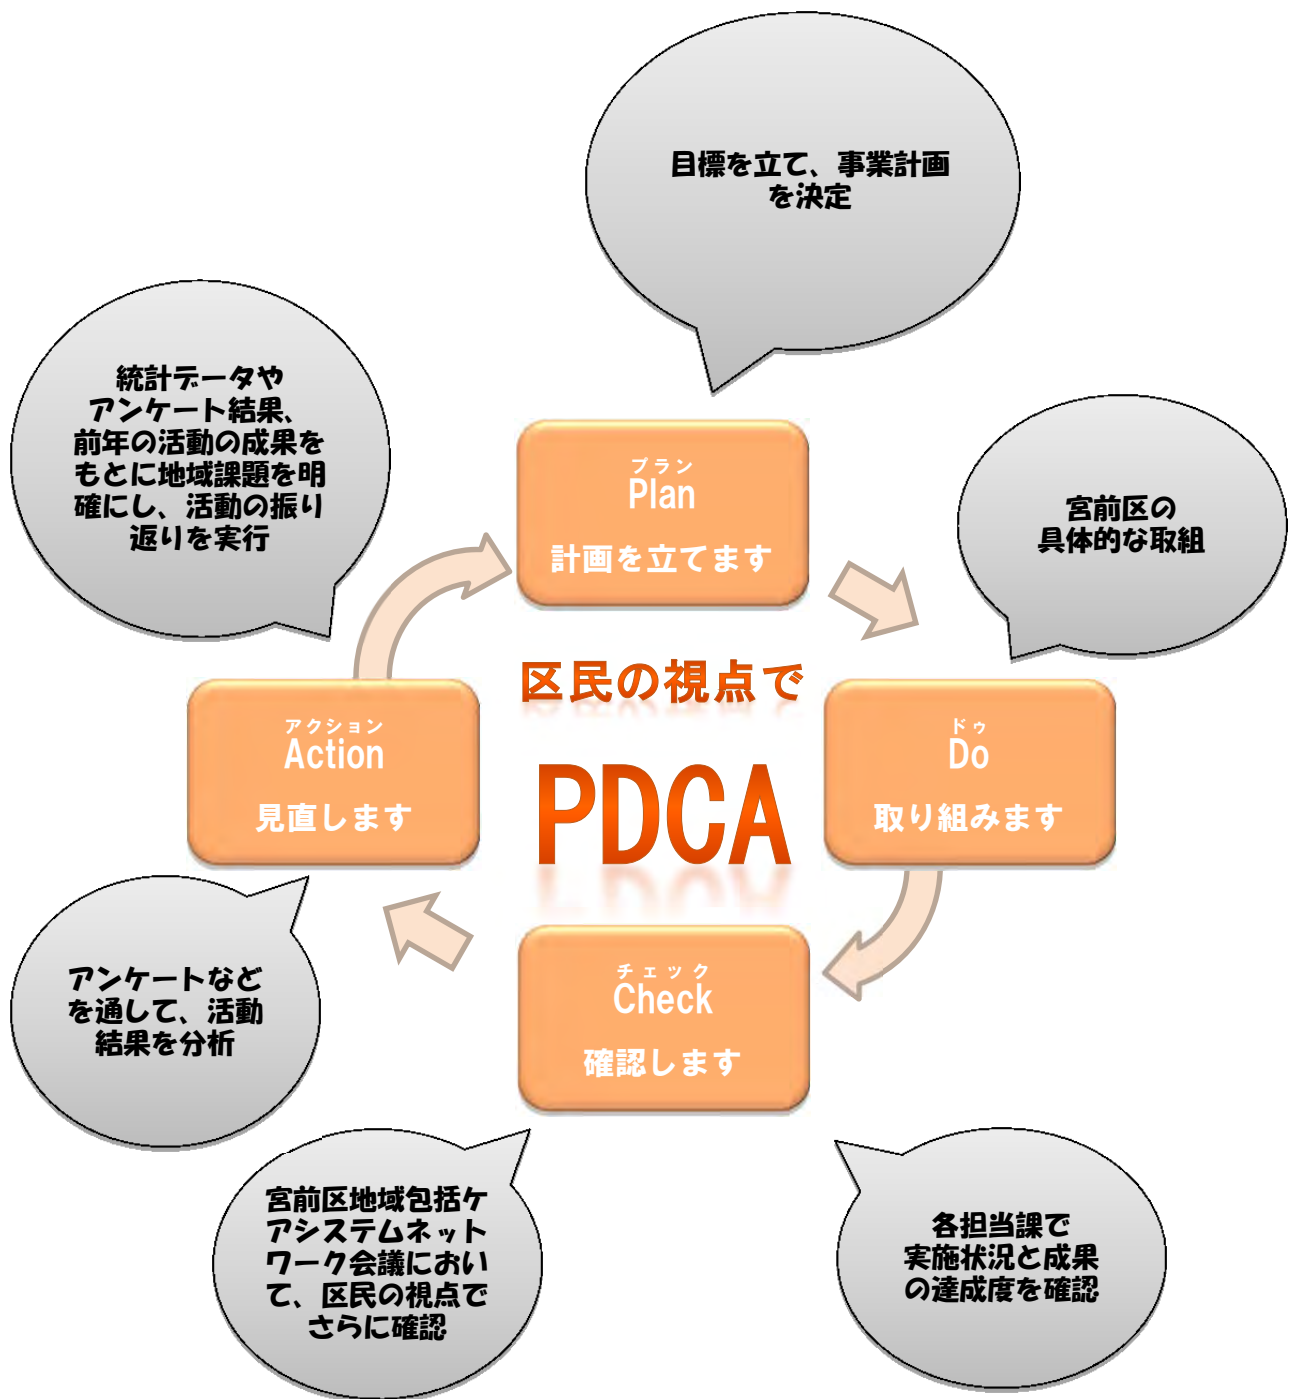 目標を立て、事業計画
を決定
統計データや
アンケート結果、
前年の活動の成果を
もとに地域課題を明
確にし、活動の振り
返りを実行
プラン
Plan
計画を立てます
宮前区の
具体的な取組
区民の視点で
PDCA
アクション
Action
見直します
ドゥ
Do
取り組みます
アンケートなど
を通して、活動
結果を分析
チェック
Check
確認します
宮前区地域包括ケ
アシステムネット
ワーク会議におい
て、区民の視点で
さらに確認
各担当課で
実施状況と成果
の達成度を確認